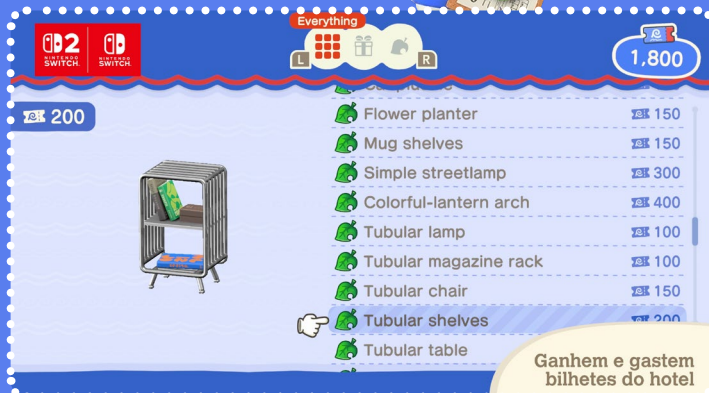 Everything
2
NINTENDO
SWITCH.
NINTENDO
SWITCH.
L
R
1,800
200
Flower planter 150
Mug shelves 150
Simple streetlamp 300
Colorful-lantern arch 400
Tubular lamp 100
Tubular magazine rack 100
Tubular chair 150
Tubular shelves 200
Tubular table
Ganhem e gastem
bilhetes do hotel